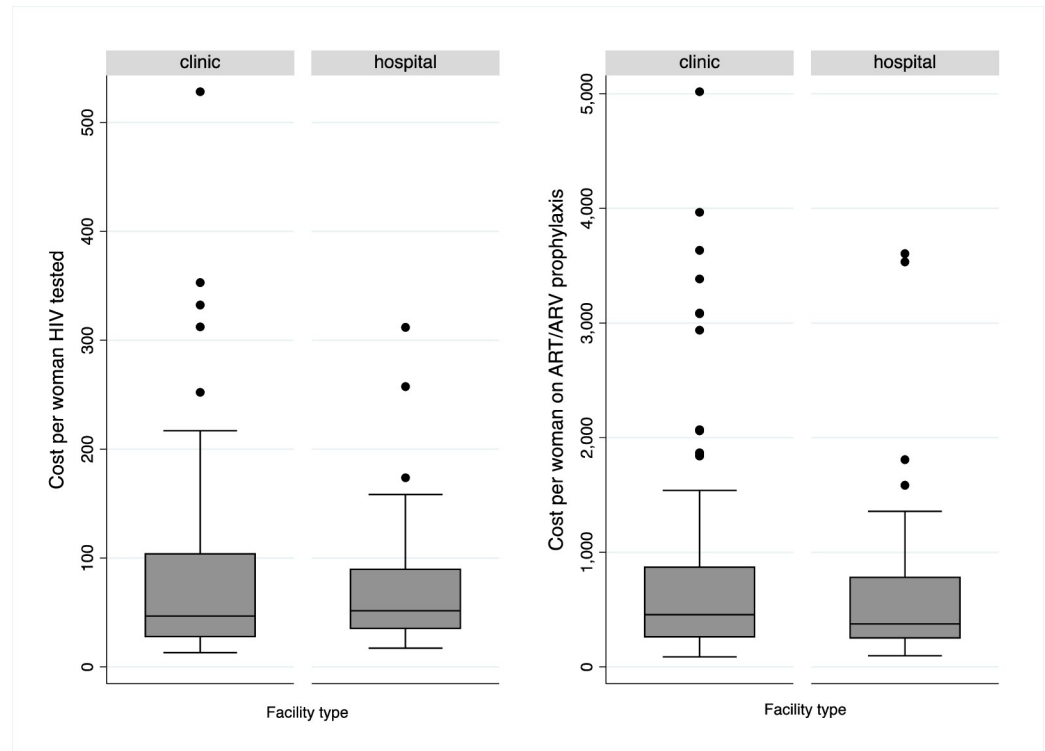 clinic
hospital
Cost per woman HIV tested
500
400
300
200
100
0
Facility type
clinic
hospital
Cost per woman on ART/ARV prophylaxis
5,000
4,000
3,000
2,000
1,000
0
Facility type